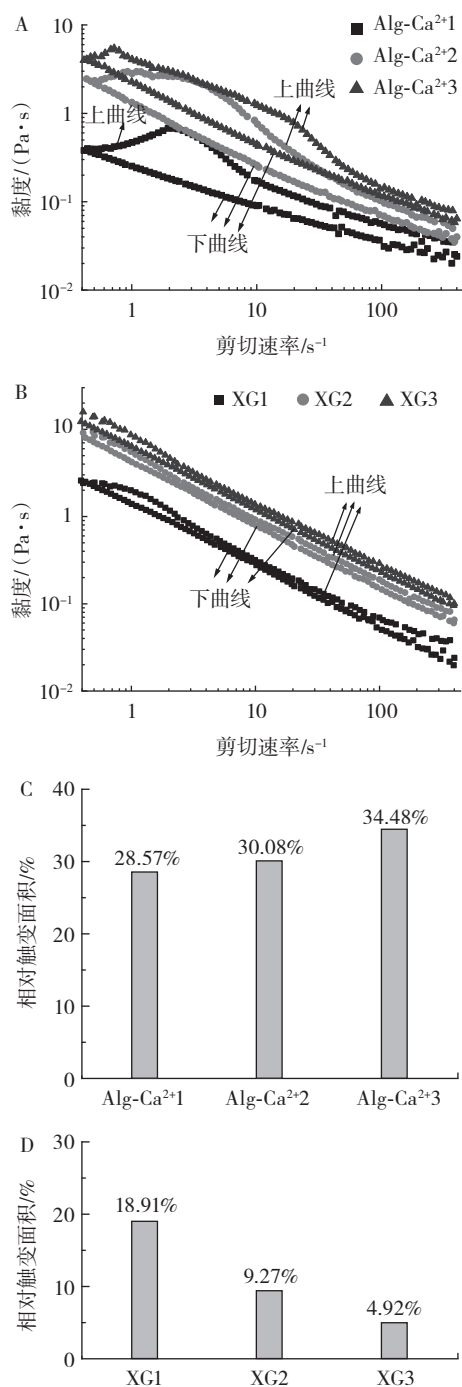 A
Alg-Ca²⁺1
Alg-Ca²⁺2
Alg-Ca²⁺3
上曲线
上曲线
下曲线
黏度/(Pa·s)
10
1
10⁻¹
10⁻²
1
10
100
剪切速率/s⁻¹
B
XG1
XG2
XG3
上曲线
下曲线
黏度/(Pa·s)
10
1
10⁻¹
10⁻²
1
10
100
剪切速率/s⁻¹
C
相对触变面积/%
40
30
20
10
0
28.57%
30.08%
34.48%
Alg-Ca²⁺1
Alg-Ca²⁺2
Alg-Ca²⁺3
D
相对触变面积/%
30
20
10
0
18.91%
9.27%
4.92%
XG1
XG2
XG3